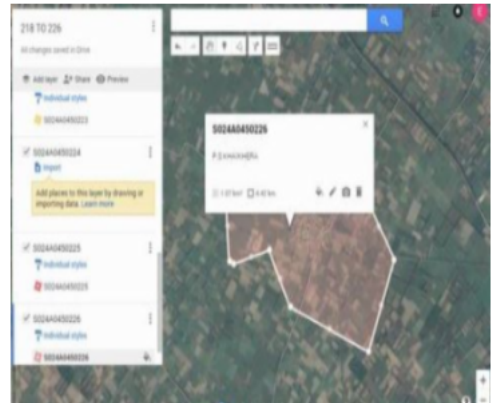 218 TO 226
All changes saved in Drive
Add layer Share Preview
Individual styles
S024A0450223
S024A0450224
Import
Add places to this layer by drawing or
importing data. Learn more
S024A0450225
Individual styles
S024A0450225
S024A0450226
Individual styles
S024A0450226
S024A0450226